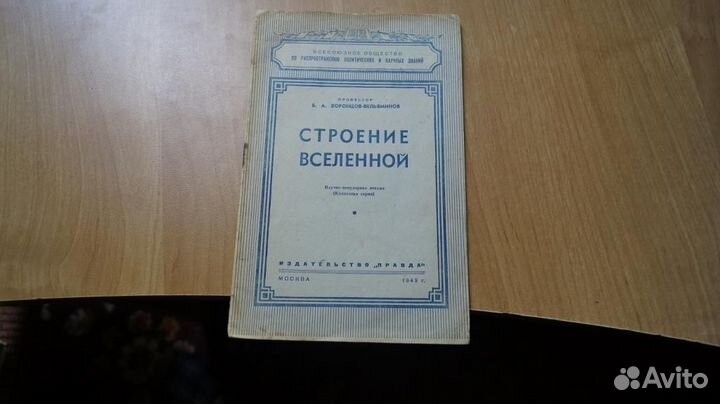 ВСЕСОЮЗНОЕ ОБЩЕСТВО
ПО РАСПРОСТРАНЕНИЮ ПОЛИТИЧЕСКИХ И НАУЧНЫХ ЗНАНИЙ
ПРОФЕССОР
Б. А. ВОРОНЦОВ-ВЕЛЬЯМИНОВ
СТРОЕНИЕ
ВСЕЛЕННОЙ
Научно-популярная лекция
ИЗДАТЕЛЬСТВО „ПРАВДА"
МОСКВА 1949 г.
Avito